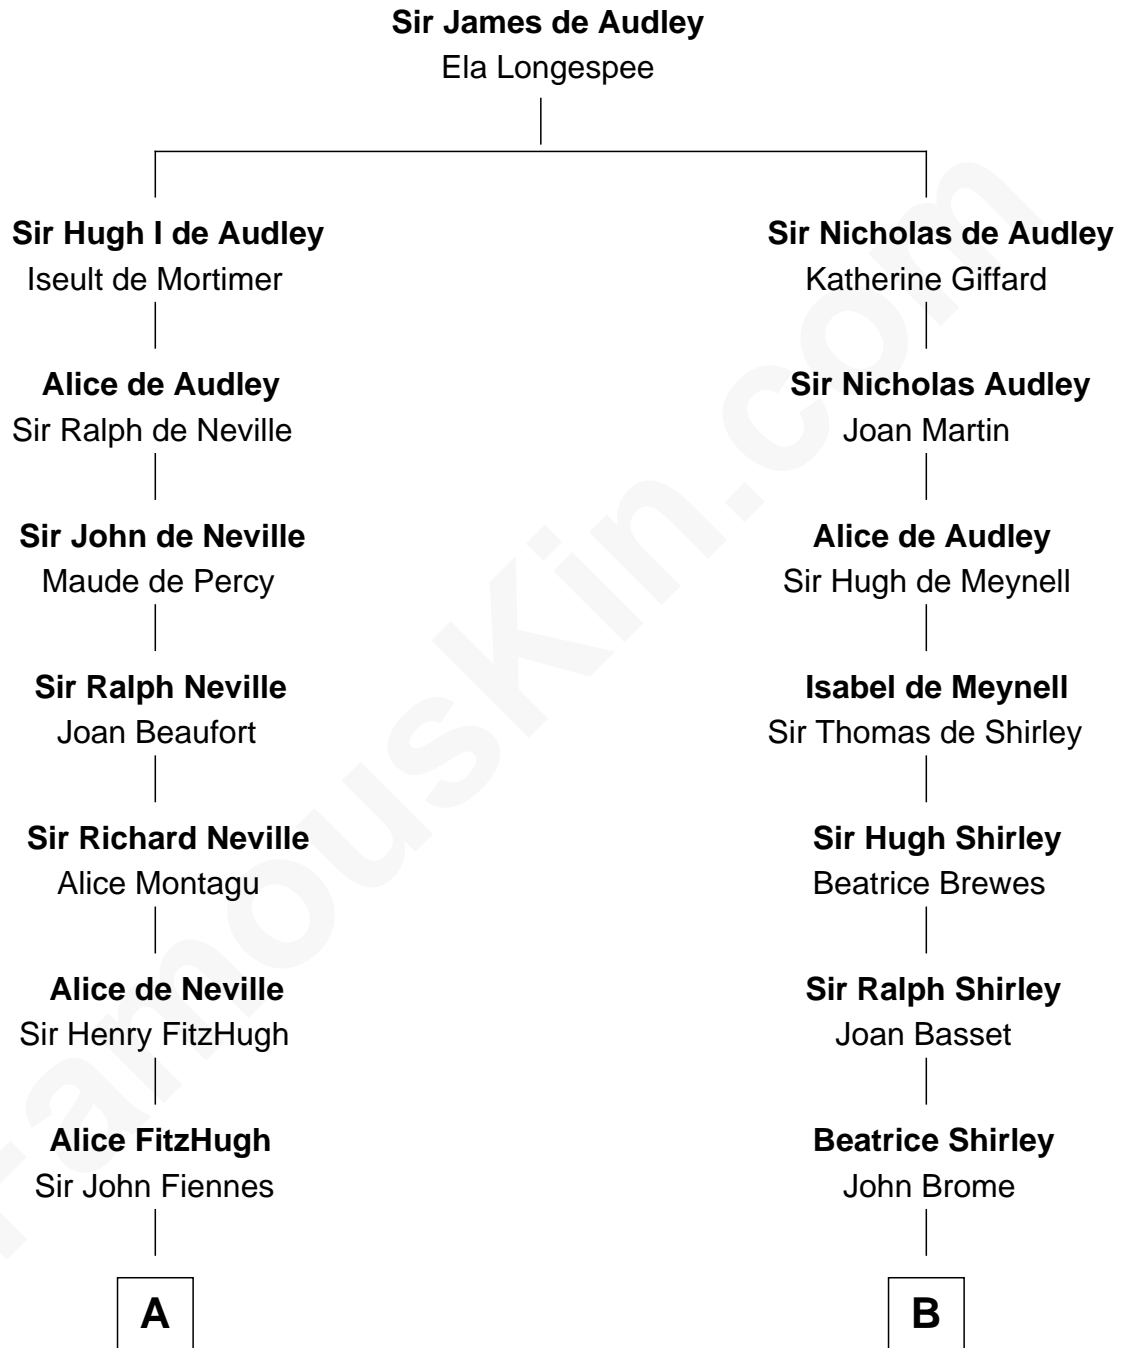 Sir James de Audley
Ela Longespee
Sir Hugh I de Audley
Iseult de Mortimer
Sir Nicholas de Audley
Katherine Giffard
Alice de Audley
Sir Ralph de Neville
Sir Nicholas Audley
Joan Martin
Sir John de Neville
Maude de Percy
Alice de Audley
Sir Hugh de Meynell
Sir Ralph Neville
Joan Beaufort
Isabel de Meynell
Sir Thomas de Shirley
Sir Richard Neville
Alice Montagu
Sir Hugh Shirley
Beatrice Brewes
Alice de Neville
Sir Henry FitzHugh
Sir Ralph Shirley
Joan Basset
Alice FitzHugh
Sir John Fiennes
Beatrice Shirley
John Brome
A
B
FamousKin.com